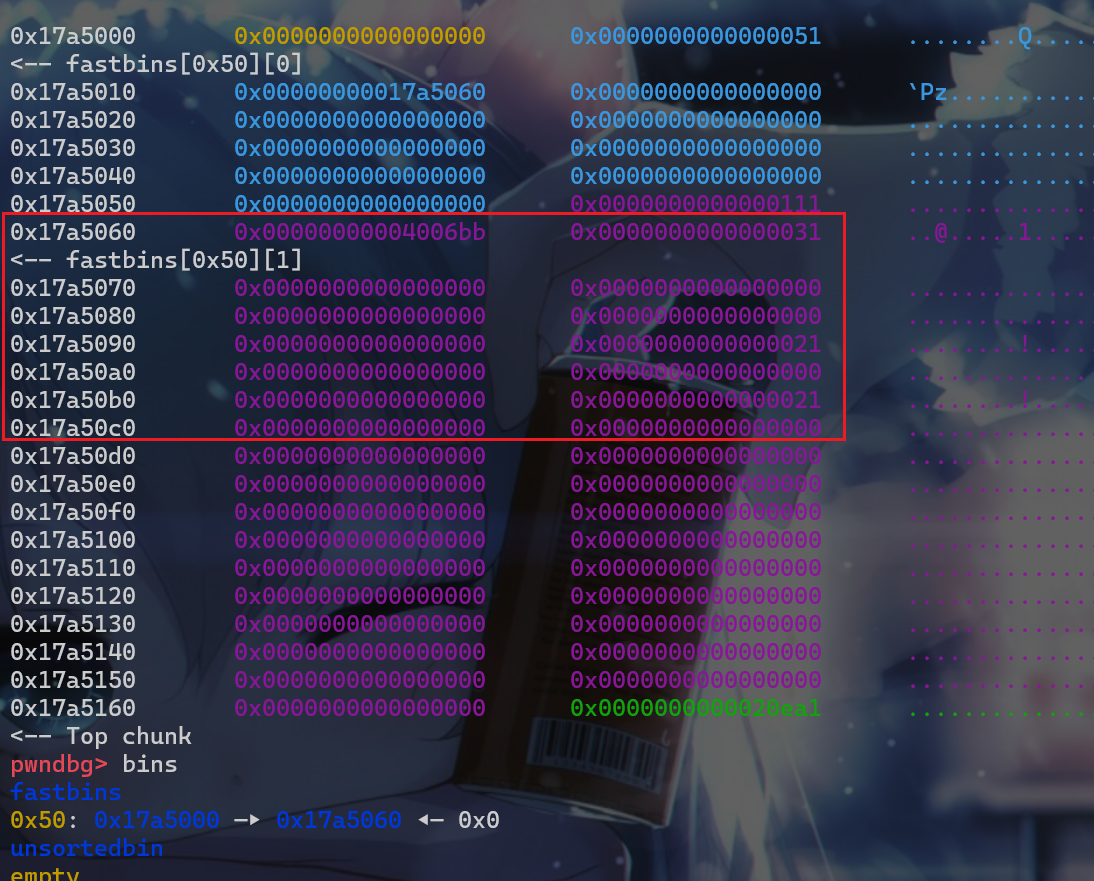 0x17a5000 0x0000000000000000 0x0000000000000051 ........Q.....
<-- fastbins[0x50][0]
0x17a5010 0x00000000017a5060 0x0000000000000000 `Pz...........
0x17a5020 0x0000000000000000 0x0000000000000000 ..............
0x17a5030 0x0000000000000000 0x0000000000000000 ..............
0x17a5040 0x0000000000000000 0x0000000000000000 ..............
0x17a5050 0x0000000000000000 0x0000000000000111 ..............
0x17a5060 0x00000000004006bb 0x0000000000000031 ..@.....1.....
<-- fastbins[0x50][1]
0x17a5070 0x0000000000000000 0x0000000000000000 ..............
0x17a5080 0x0000000000000000 0x0000000000000000 ..............
0x17a5090 0x0000000000000000 0x0000000000000021 ........!.....
0x17a50a0 0x0000000000000000 0x0000000000000000 ..............
0x17a50b0 0x0000000000000000 0x0000000000000021 ........!.....
0x17a50c0 0x0000000000000000 0x0000000000000000 ..............
0x17a50d0 0x0000000000000000 0x0000000000000000 ..............
0x17a50e0 0x0000000000000000 0x0000000000000000 ..............
0x17a50f0 0x0000000000000000 0x0000000000000000 ..............
0x17a5100 0x0000000000000000 0x0000000000000000 ..............
0x17a5110 0x0000000000000000 0x0000000000000000 ..............
0x17a5120 0x0000000000000000 0x0000000000000000 ..............
0x17a5130 0x0000000000000000 0x0000000000000000 ..............
0x17a5140 0x0000000000000000 0x0000000000000000 ..............
0x17a5150 0x0000000000000000 0x0000000000000000 ..............
0x17a5160 0x0000000000000000 0x0000000000020ea1 ..............
<-- Top chunk
pwndbg> bins
fastbins
0x50: 0x17a5000 —▸ 0x17a5060 ◂— 0x0
unsortedbin
empty